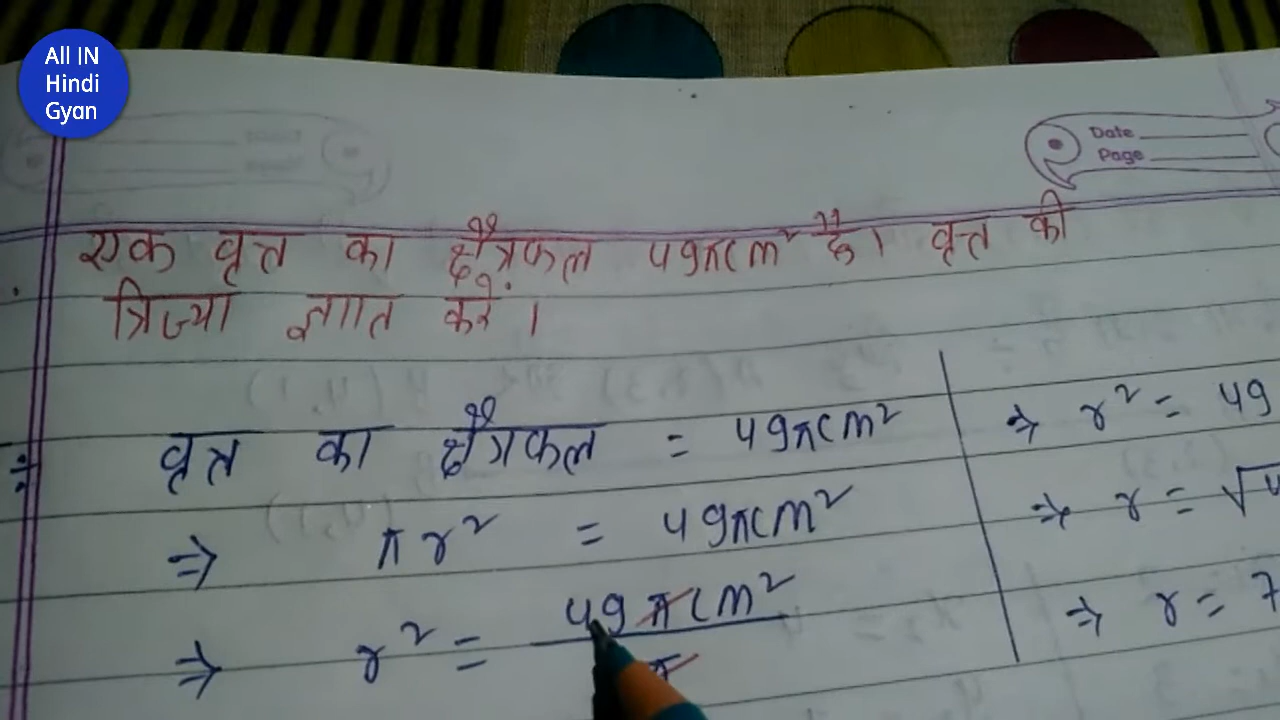 All IN
Hindi
Gyan
Date
Page
एक वृत्त का क्षेत्रफल 49πcm² है। वृत्त की
त्रिज्या ज्ञात करें।
वृत्त का क्षेत्रफल = 49πcm²
⇒ πr² = 49πcm²
⇒ r² = 49πcm²
π
⇒ r² = 49
⇒ r = √4
⇒ r = 7